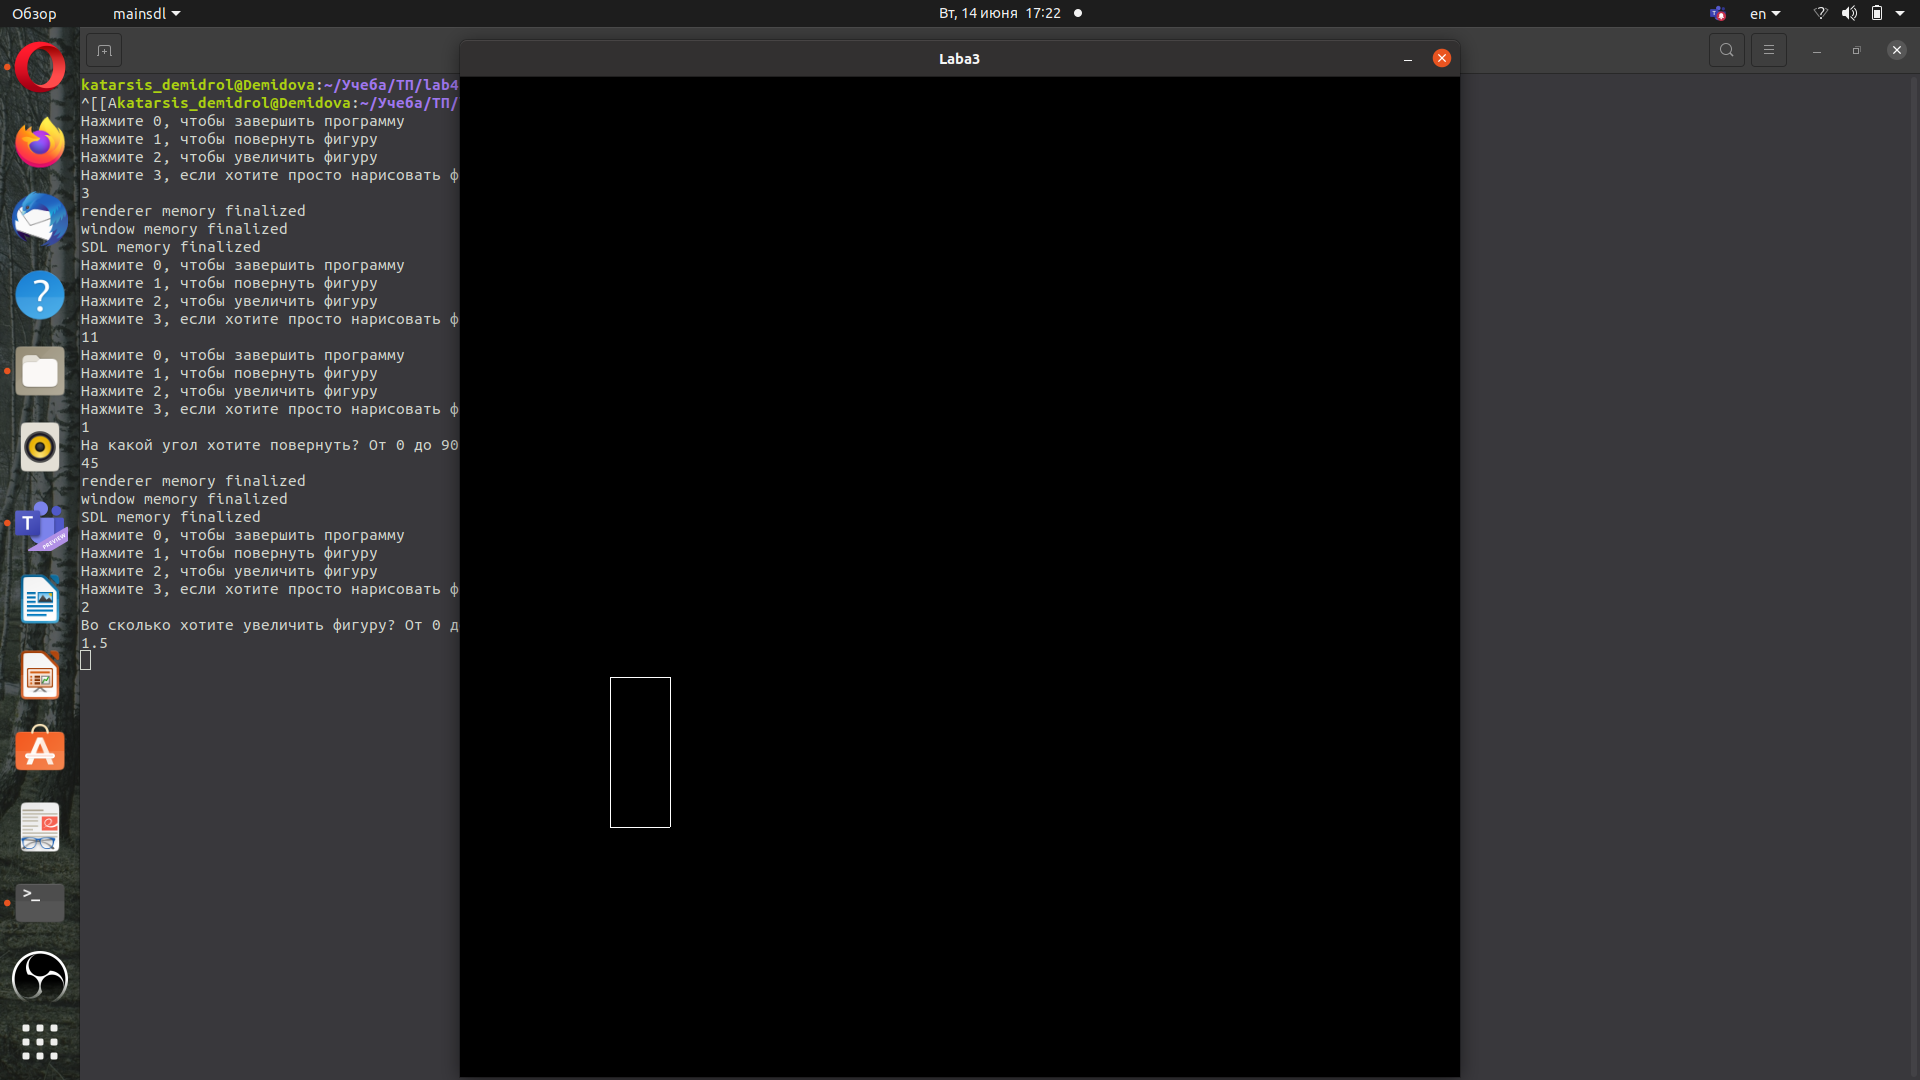 Обзор
mainsdl
Вт, 14 июня 17:22
en
Laba3
katarsis_demidrol@Demidova:~/Учеба/ТП/lab4
^[[Akatarsis_demidrol@Demidova:~/Учеба/ТП/
Нажмите 0, чтобы завершить программу
Нажмите 1, чтобы повернуть фигуру
Нажмите 2, чтобы увеличить фигуру
Нажмите 3, если хотите просто нарисовать ф
3
renderer memory finalized
window memory finalized
SDL memory finalized
Нажмите 0, чтобы завершить программу
Нажмите 1, чтобы повернуть фигуру
Нажмите 2, чтобы увеличить фигуру
Нажмите 3, если хотите просто нарисовать ф
11
Нажмите 0, чтобы завершить программу
Нажмите 1, чтобы повернуть фигуру
Нажмите 2, чтобы увеличить фигуру
Нажмите 3, если хотите просто нарисовать ф
1
На какой угол хотите повернуть? От 0 до 90
45
renderer memory finalized
window memory finalized
SDL memory finalized
Нажмите 0, чтобы завершить программу
Нажмите 1, чтобы повернуть фигуру
Нажмите 2, чтобы увеличить фигуру
Нажмите 3, если хотите просто нарисовать ф
2
Во сколько хотите увеличить фигуру? От 0 д
1.5
T
PREVIEW
>_